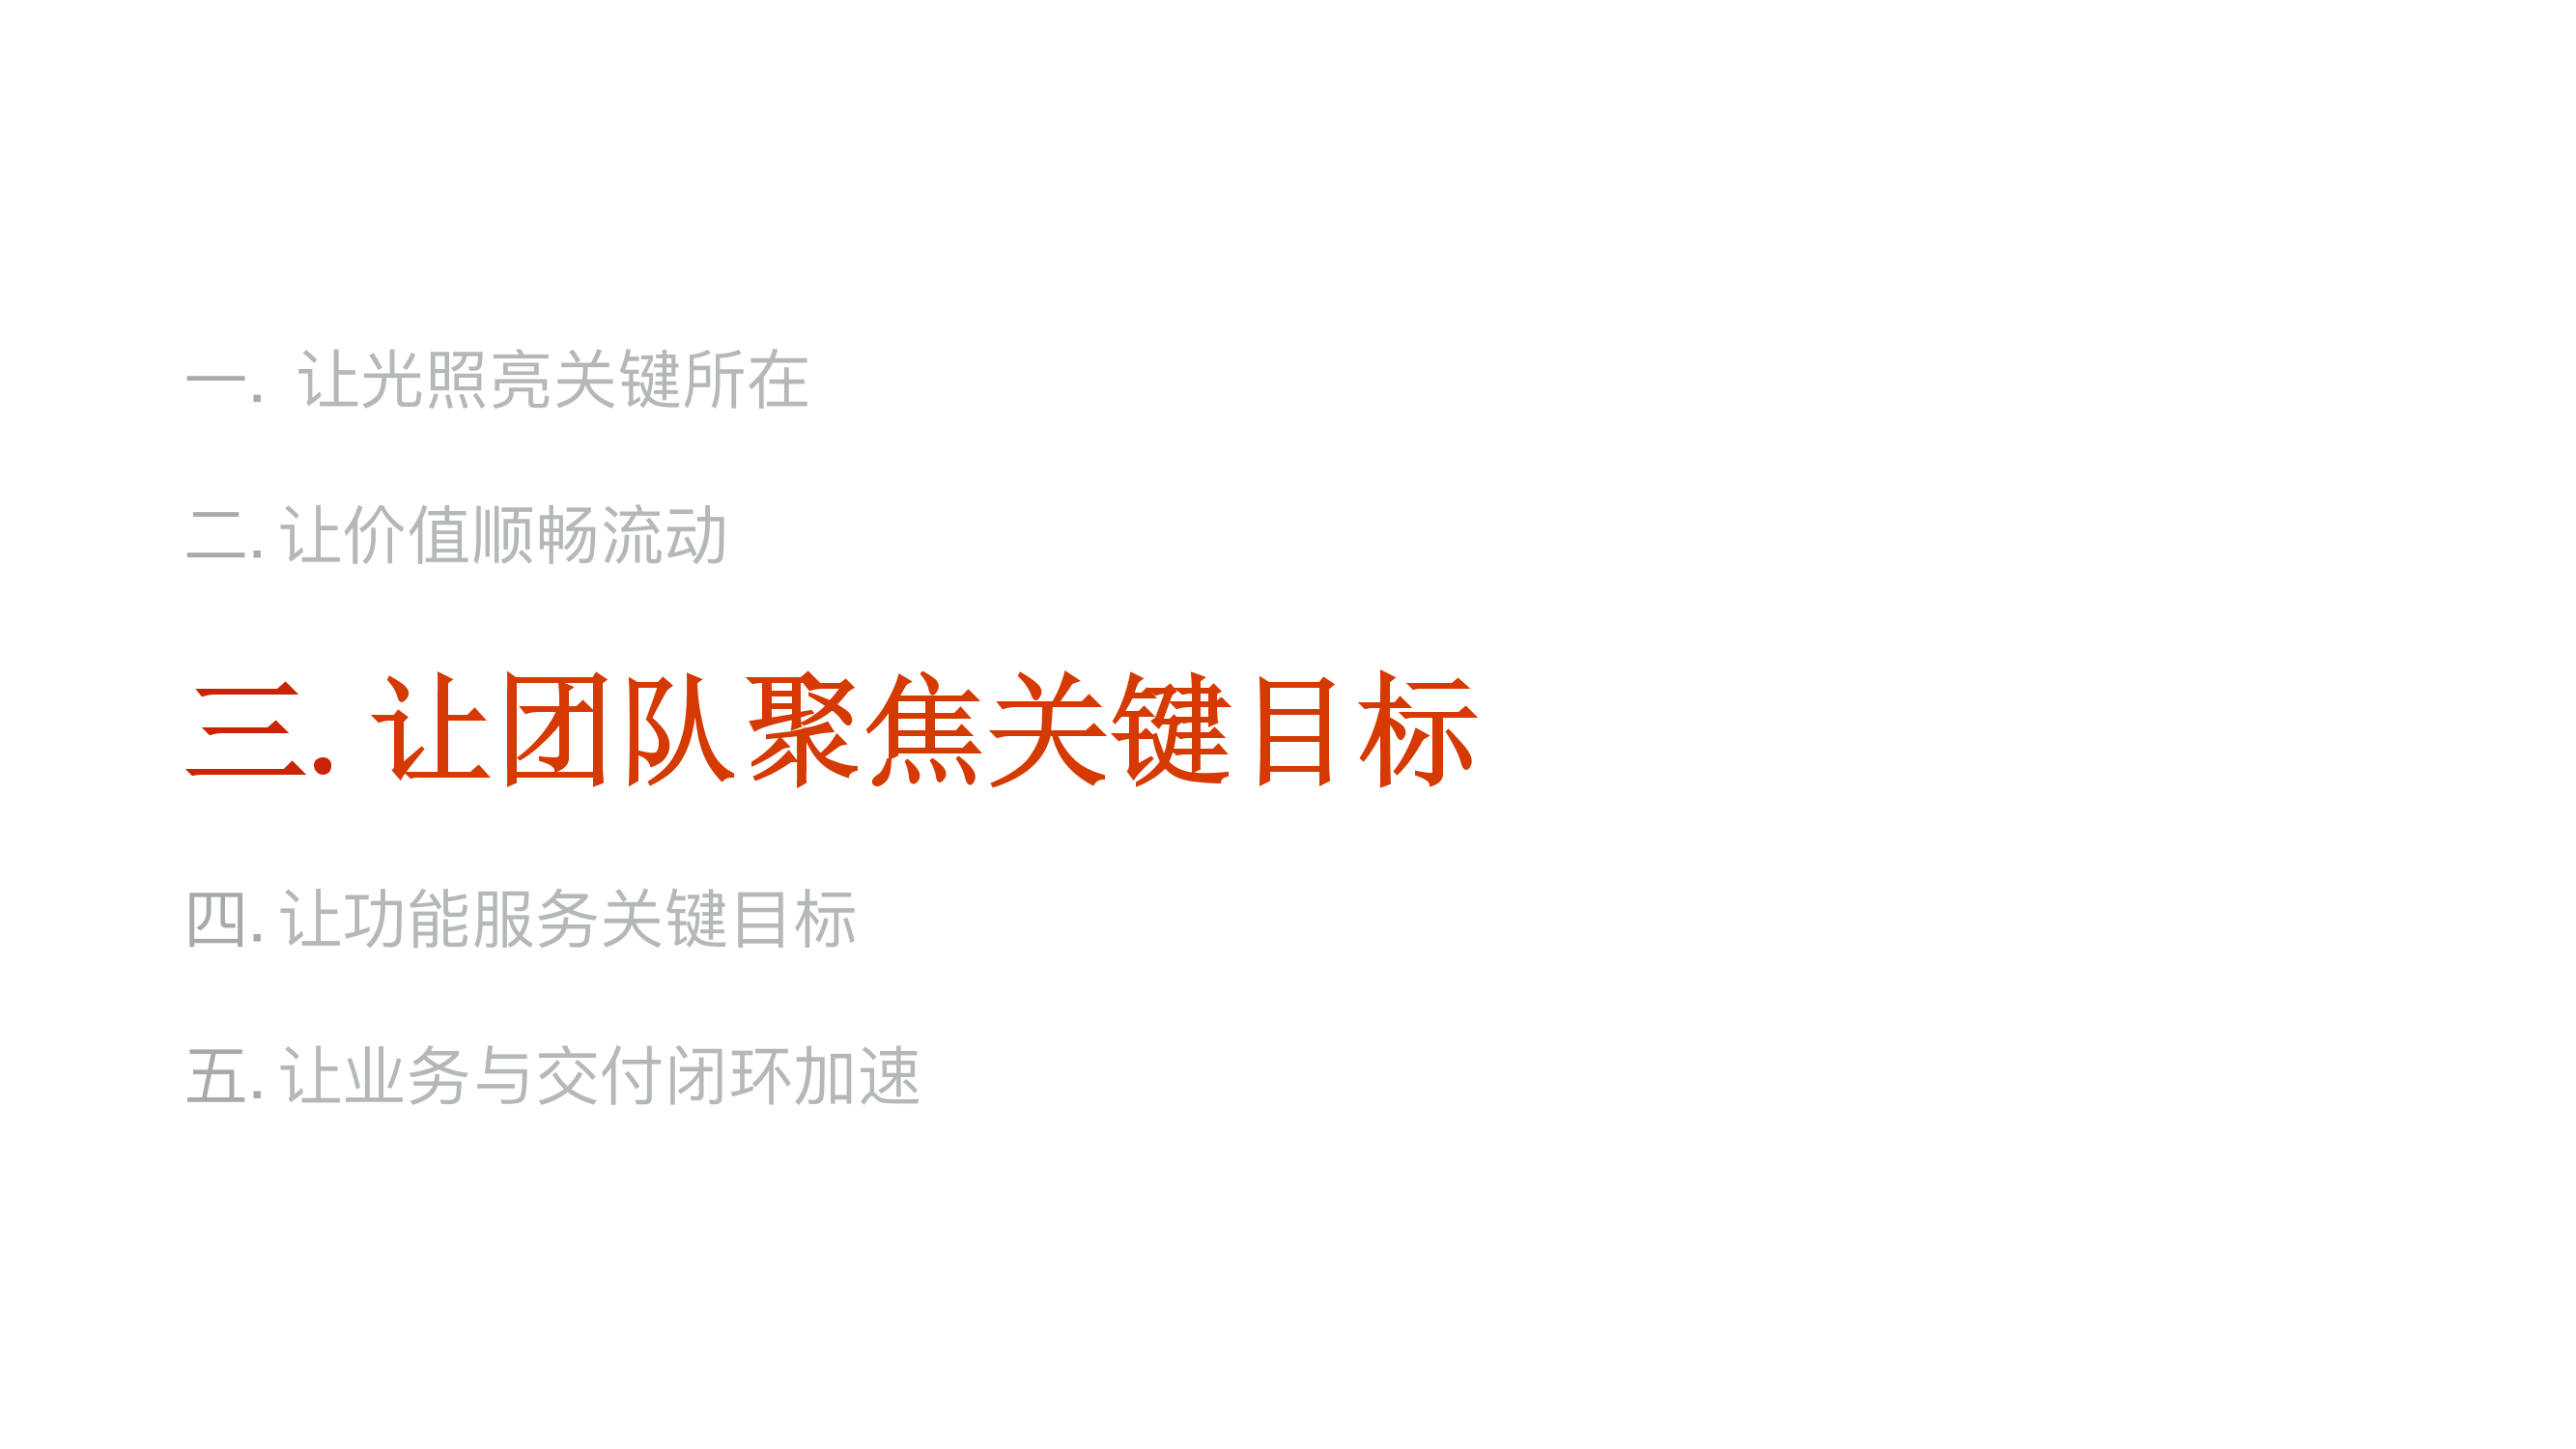 一. 让光照亮关键所在
二. 让价值顺畅流动
三. 让团队聚焦关键目标
四. 让功能服务关键目标
五. 让业务与交付闭环加速